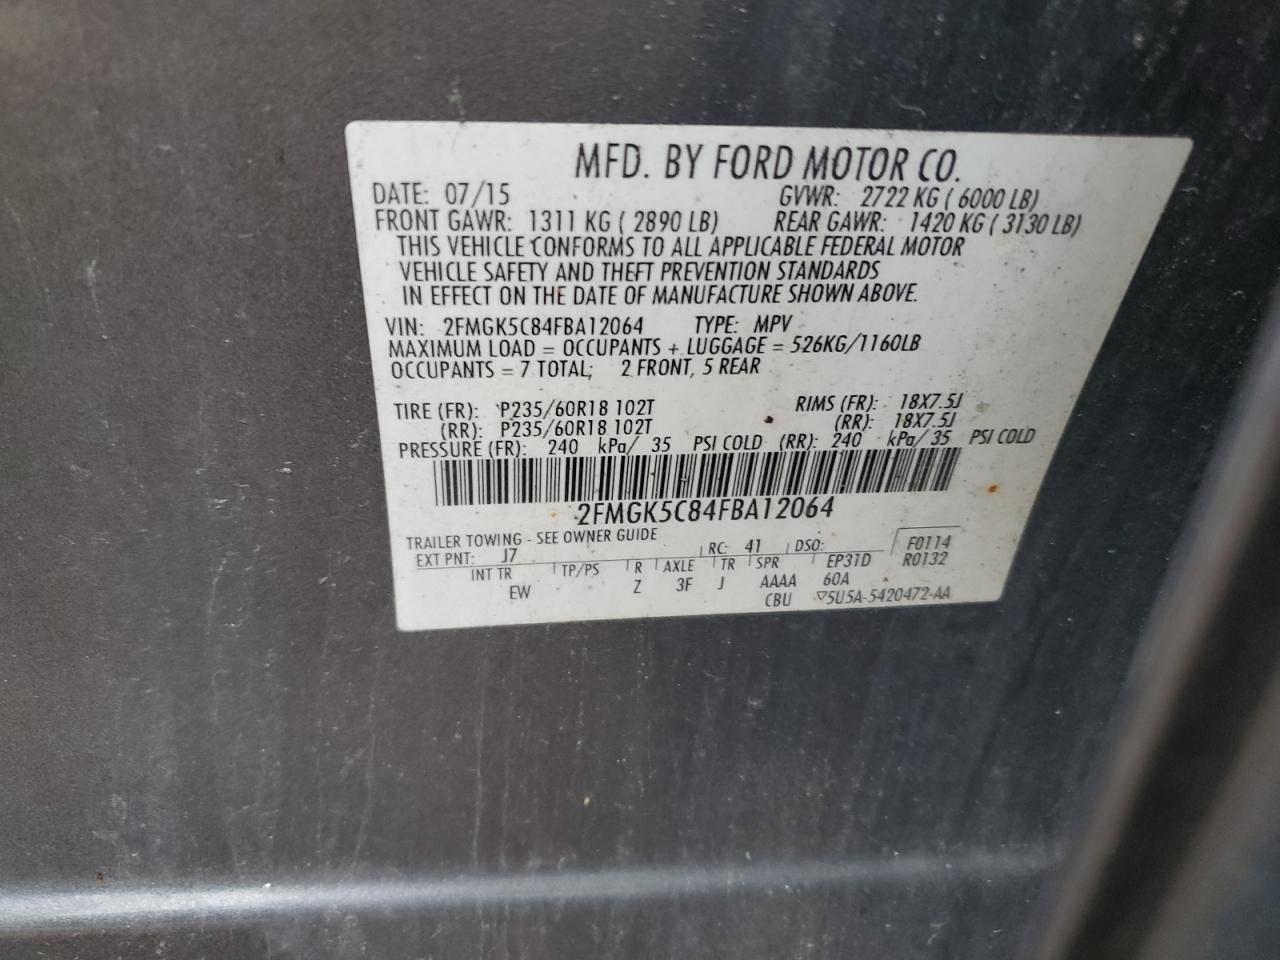 MFD. BY FORD MOTOR CO.
DATE: 07/15 GVWR: 2722 KG ( 6000 LB)
FRONT GAWR: 1311 KG ( 2890 LB) REAR GAWR: 1420 KG ( 3130 LB)
THIS VEHICLE CONFORMS TO ALL APPLICABLE FEDERAL MOTOR
VEHICLE SAFETY AND THEFT PREVENTION STANDARDS
IN EFFECT ON THE DATE OF MANUFACTURE SHOWN ABOVE.
VIN: 2FMGK5C84FBA12064 TYPE: MPV
MAXIMUM LOAD = OCCUPANTS + LUGGAGE = 526KG/1160LB
OCCUPANTS = 7 TOTAL; 2 FRONT, 5 REAR
TIRE (FR): P235/60R18 102T RIMS (FR): 18X7.5J
(RR): P235/60R18 102T (RR): 18X7.5J
PRESSURE (FR): 240 kPa/ 35 PSI COLD (RR): 240 kPa/ 35 PSI COLD
2FMGK5C84FBA12064
TRAILER TOWING - SEE OWNER GUIDE
EXT PNT: J7 RC: 41 DSO: F0114
INT TR TP/PS R AXLE TR SPR EP31D R0132
EW Z 3F J AAAA 60A
CBU ▽5U5A-5420472-AA